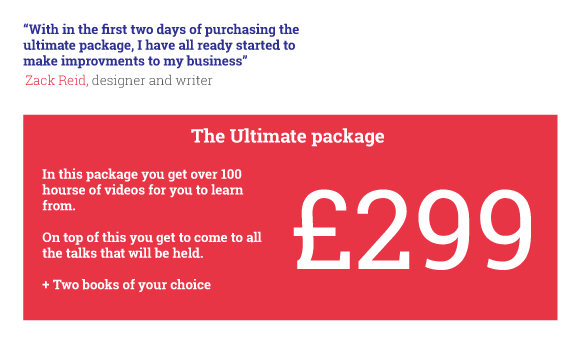 “With in the first two days of purchasing the
ultimate package, I have all ready started to
make improvments to my business”
Zack Reid, designer and writer
The Ultimate package
In this package you get over 100
hourse of videos for you to learn
from.
On top of this you get to come to all
the talks that will be held.
+ Two books of your choice
£299